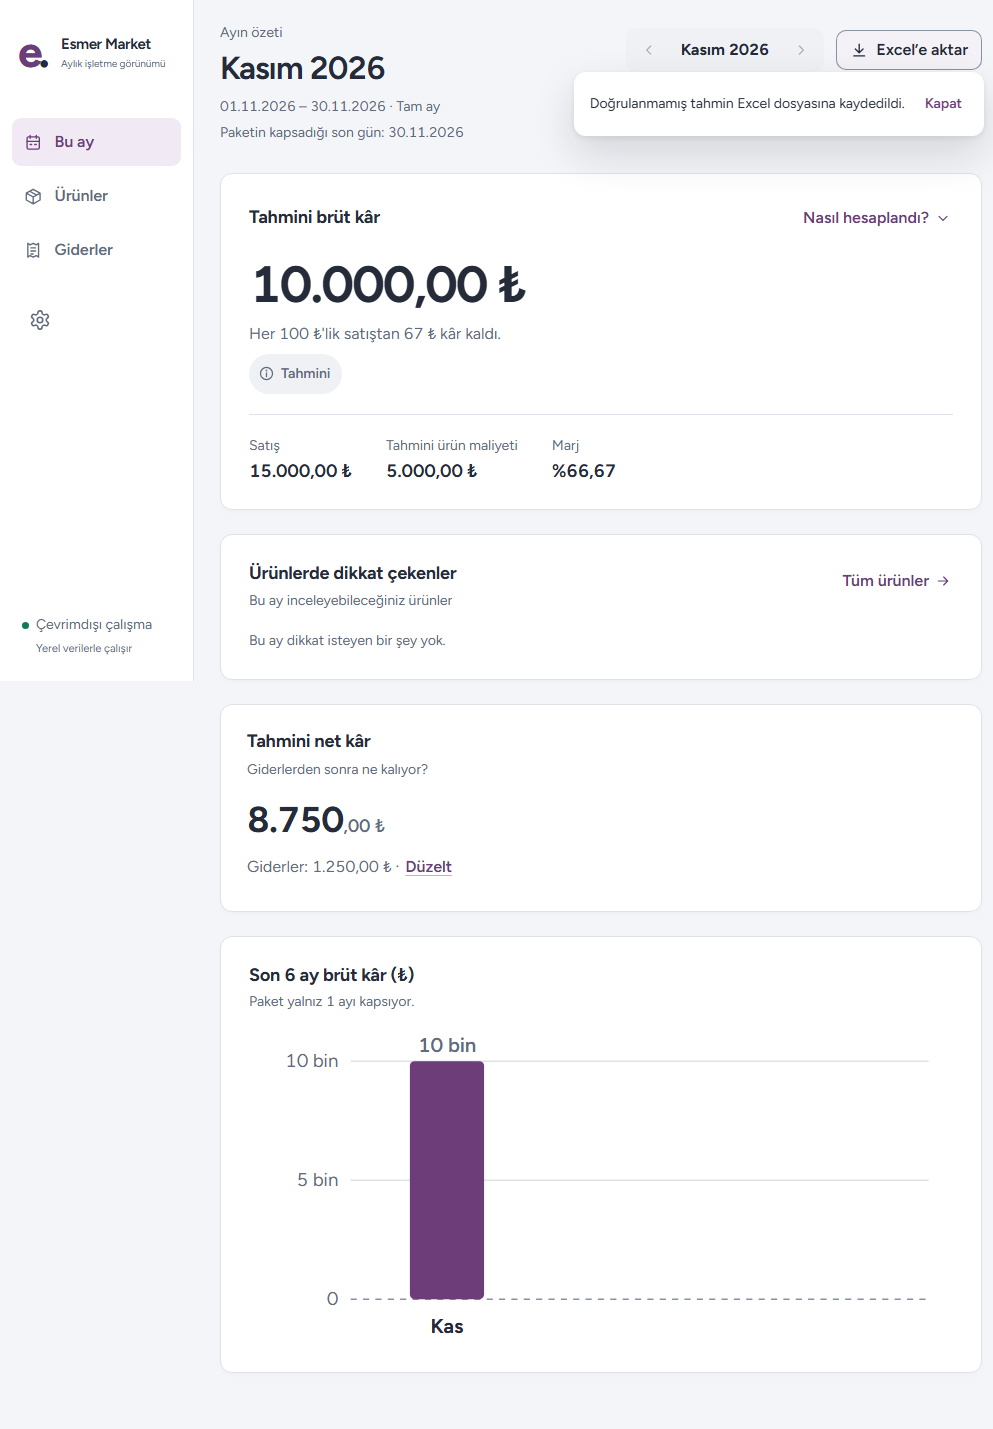 e.
Esmer Market
Aylık işletme görünümü
Bu ay
Ürünler
Giderler
Çevrimdışı çalışma
Yerel verilerle çalışır
Ayın özeti
Kasım 2026
01.11.2026 – 30.11.2026 · Tam ay
Paketin kapsadığı son gün: 30.11.2026
Kasım 2026
Excel’e aktar
Doğrulanmamış tahmin Excel dosyasına kaydedildi. Kapat
Tahmini brüt kâr
Nasıl hesaplandı?
10.000,00 ₺
Her 100 ₺'lik satıştan 67 ₺ kâr kaldı.
Tahmini
Satış
15.000,00 ₺
Tahmini ürün maliyeti
5.000,00 ₺
Marj
%66,67
Ürünlerde dikkat çekenler
Bu ay inceleyebileceğiniz ürünler
Tüm ürünler →
Bu ay dikkat isteyen bir şey yok.
Tahmini net kâr
Giderlerden sonra ne kalıyor?
8.750,00 ₺
Giderler: 1.250,00 ₺ · Düzelt
Son 6 ay brüt kâr (₺)
Paket yalnız 1 ayı kapsıyor.
10 bin
10 bin
5 bin
0
Kas